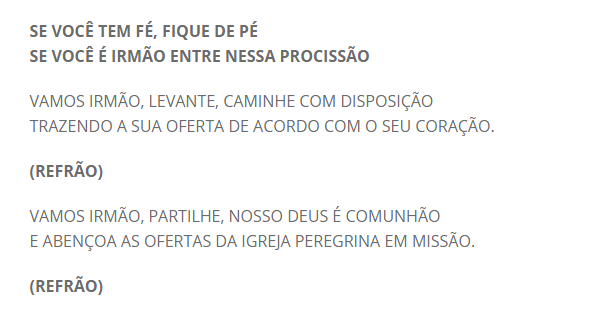 SE VOCÊ TEM FÉ, FIQUE DE PÉ
SE VOCÊ É IRMÃO ENTRE NESSA PROCISSÃO
VAMOS IRMÃO, LEVANTE, CAMINHE COM DISPOSIÇÃO
TRAZENDO A SUA OFERTA DE ACORDO COM O SEU CORAÇÃO.
(REFRÃO)
VAMOS IRMÃO, PARTILHE, NOSSO DEUS É COMUNHÃO
E ABENÇOA AS OFERTAS DA IGREJA PEREGRINA EM MISSÃO.
(REFRÃO)